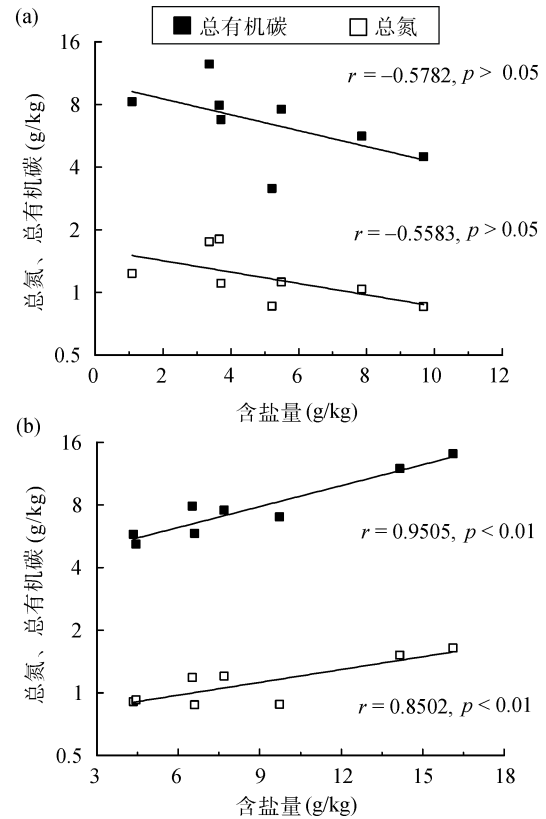 (a)
总有机碳 总氮
r = –0.5782, p > 0.05
r = –0.5583, p > 0.05
总氮、总有机碳 (g/kg)
16
8
4
2
1
0.5
0 2 4 6 8 10 12
含盐量 (g/kg)
(b)
r = 0.9505, p < 0.01
r = 0.8502, p < 0.01
总氮、总有机碳 (g/kg)
16
8
4
2
1
0.5
3 6 9 12 15 18
含盐量 (g/kg)